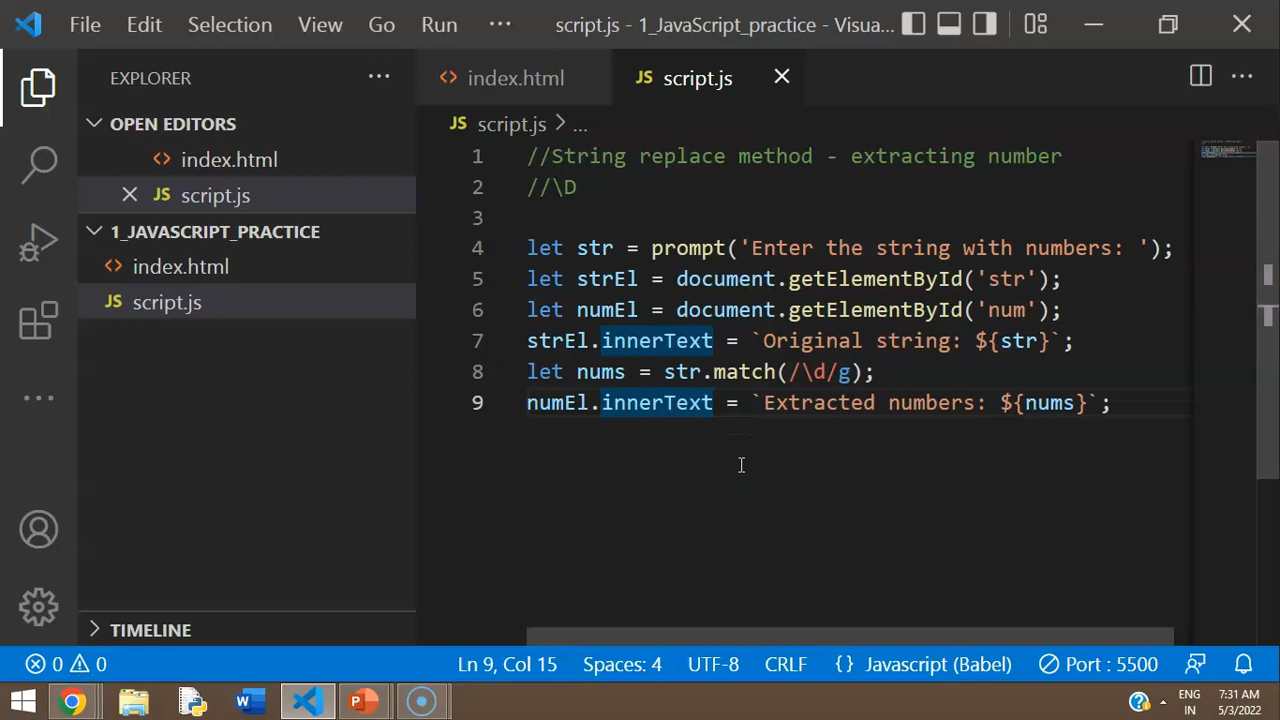 File Edit Selection View Go Run ··· script.js - 1_JavaScript_practice - Visua...
EXPLORER ···
OPEN EDITORS
index.html
JS script.js
1_JAVASCRIPT_PRACTICE
index.html
JS script.js
TIMELINE
index.html JS script.js
JS script.js > ...
1 //String replace method - extracting number
2 //\D
3
4 let str = prompt('Enter the string with numbers: ');
5 let strEl = document.getElementById('str');
6 let numEl = document.getElementById('num');
7 strEl.innerText = `Original string: ${str}`;
8 let nums = str.match(/\d/g);
9 numEl.innerText = `Extracted numbers: ${nums}`;
0 0 Ln 9, Col 15 Spaces: 4 UTF-8 CRLF {} Javascript (Babel) Port : 5500
ENG 7:31 AM
IN 5/3/2022